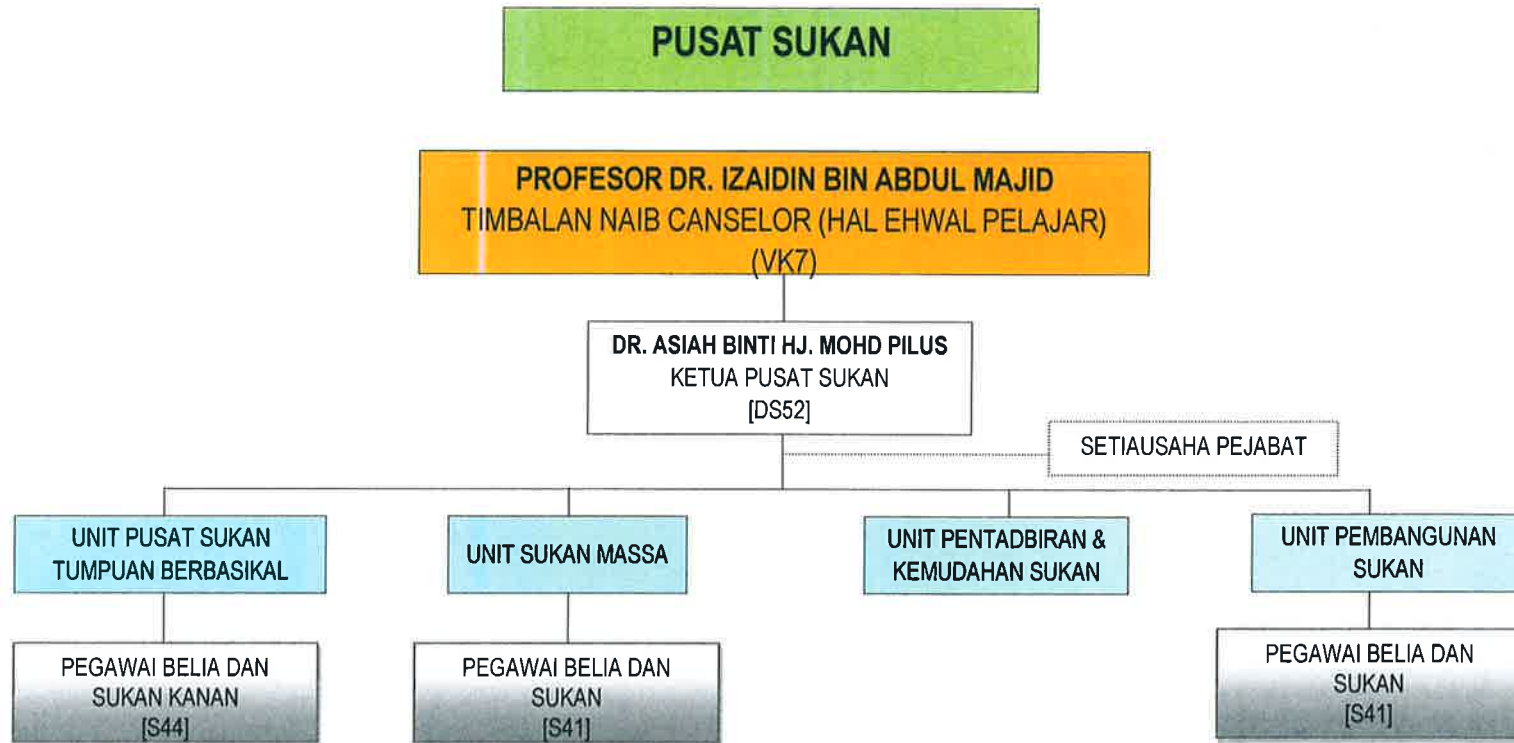 PUSAT SUKAN
PROFESOR DR. IZAIDIN BIN ABDUL MAJID
TIMBALAN NAIB CANSELOR (HAL EHWAL PELAJAR)
(VK7)
DR. ASIAH BINTI HJ. MOHD PILUS
KETUA PUSAT SUKAN
[DS52]
SETIAUSAHA PEJABAT
UNIT PUSAT SUKAN
TUMPUAN BERBASIKAL
UNIT SUKAN MASSA
UNIT PENTADBIRAN &
KEMUDAHAN SUKAN
UNIT PEMBANGUNAN
SUKAN
PEGAWAI BELIA DAN
SUKAN KANAN
[S44]
PEGAWAI BELIA DAN
SUKAN
[S41]
PEGAWAI BELIA DAN
SUKAN
[S41]